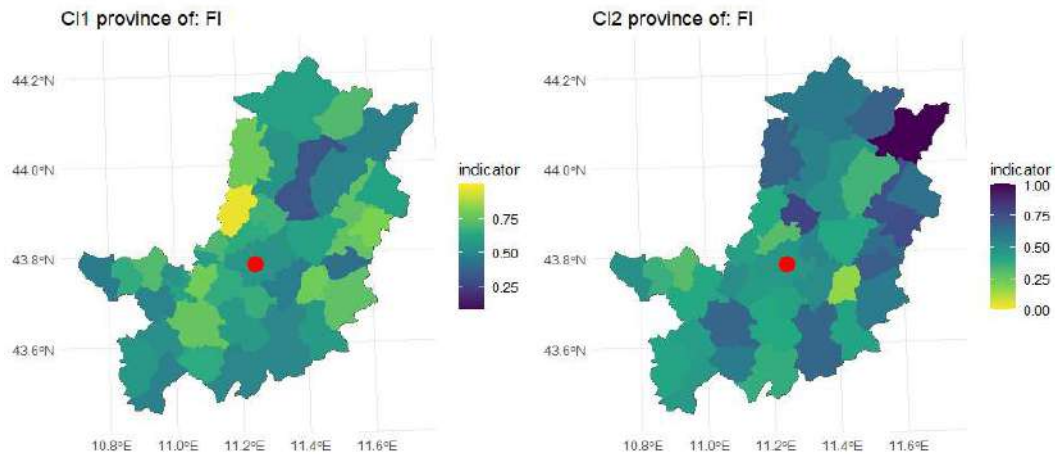 CI1 province of: FI
44.2°N
44.0°N
43.8°N
43.6°N
10.8°E 11.0°E 11.2°E 11.4°E 11.6°E
indicator
0.75
0.50
0.25
CI2 province of: FI
44.2°N
44.0°N
43.8°N
43.6°N
10.8°E 11.0°E 11.2°E 11.4°E 11.6°E
indicator
1.00
0.75
0.50
0.25
0.00